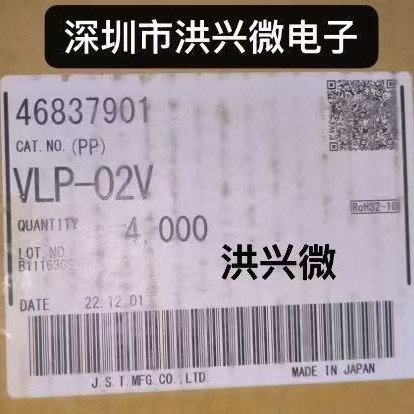 深圳市洪兴微电子
46837901
CAT. NO. (PP)
VLP-02V
RoHS2-10
QUANTITY 4,000
LOT. NO.
B111630S
洪兴微
DATE 22.12.01
J.S.T.MFG.CO.,LTD.
MADE IN JAPAN